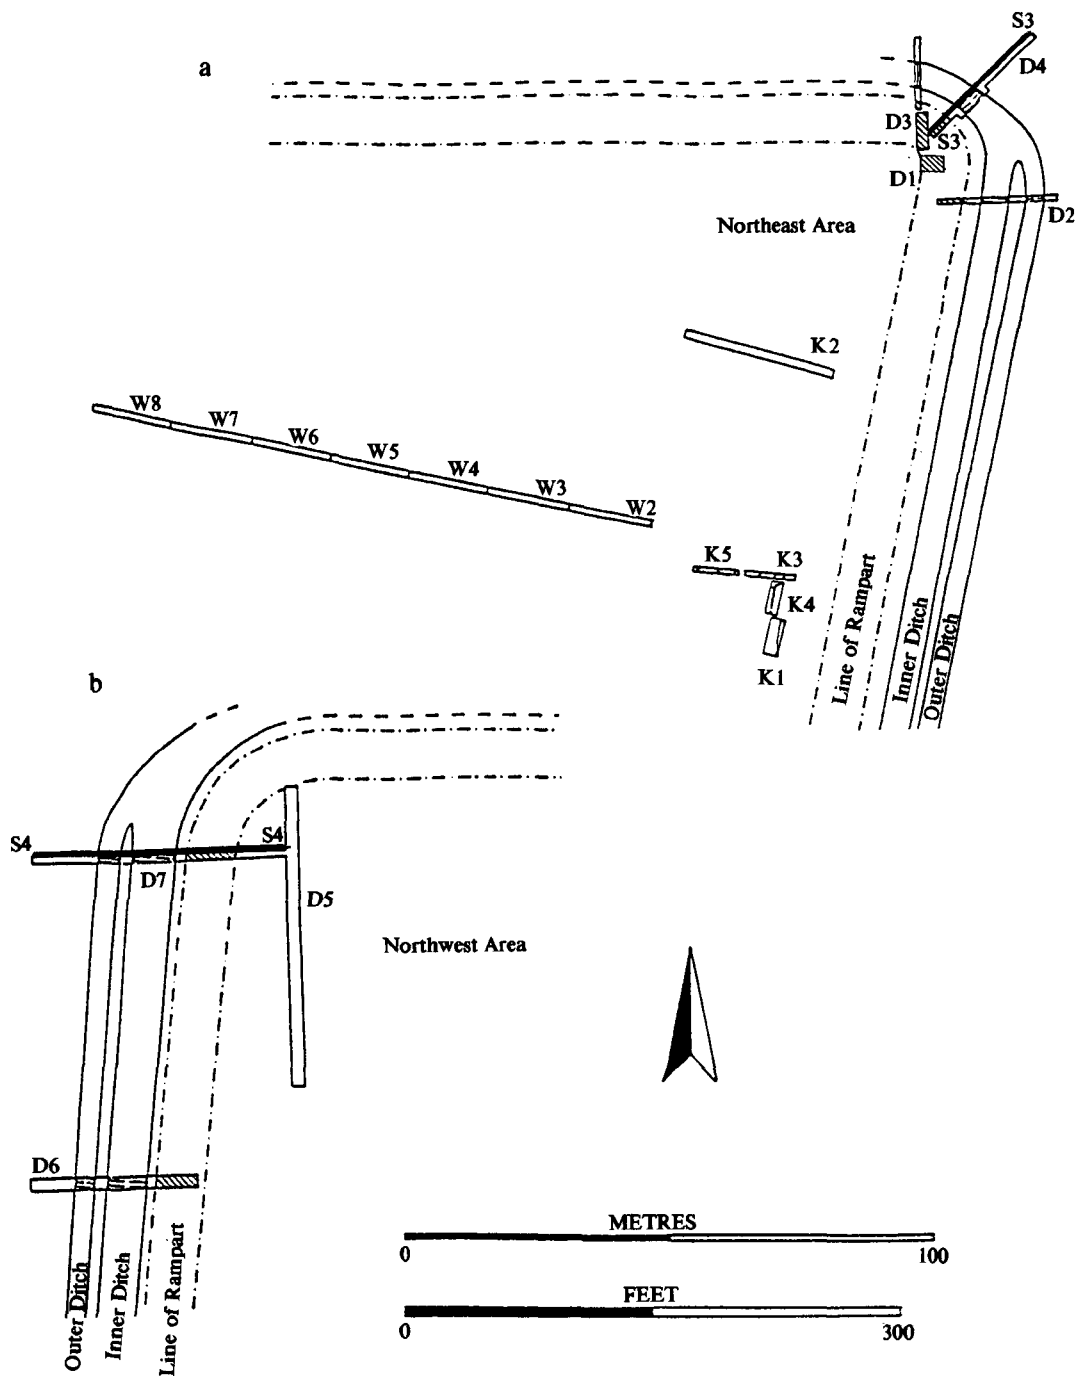 a
S3
D4
D3
S3
D1
D2
Northeast Area
K2
W8
W7
W6
W5
W4
W3
W2
K5
K3
K4
K1
Line of Rampart
Inner Ditch
Outer Ditch
b
S4
S4
D7
D5
Northwest Area
D6
Outer Ditch
Inner Ditch
Line of Rampart
METRES
0 100
FEET
0 300